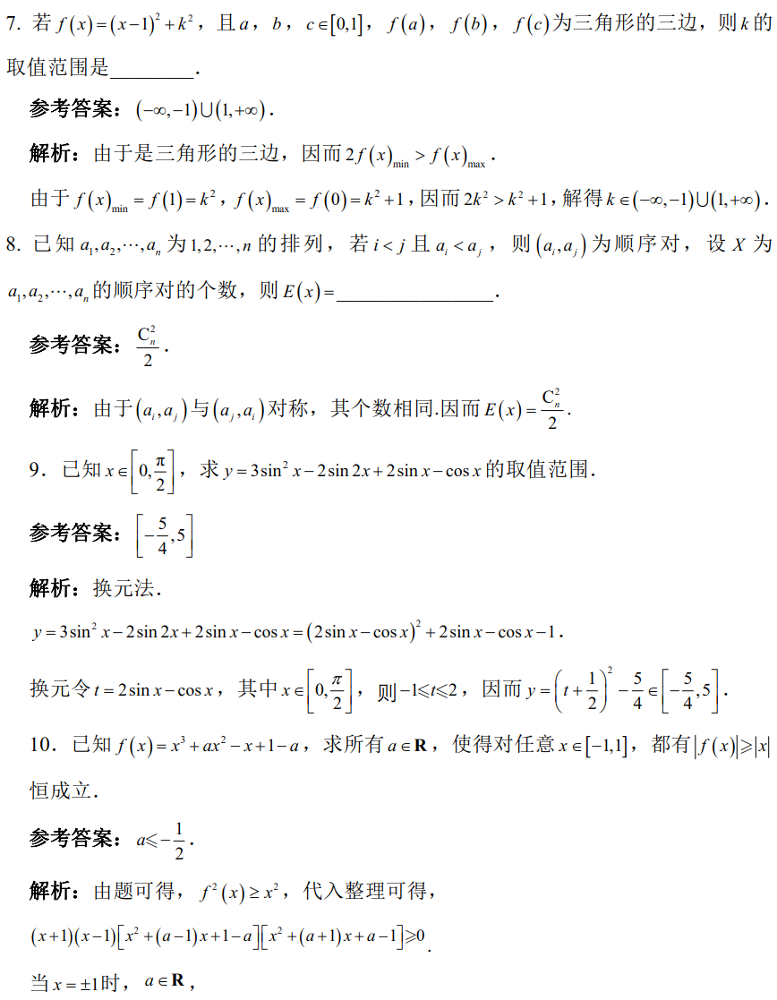 7. 若 $f(x)=(x-1)^2+k^2$，且 $a$，$b$，$c\in[0,1]$，$f(a)$，$f(b)$，$f(c)$ 为三角形的三边，则 $k$ 的
取值范围是________．
参考答案：$(-\infty,-1)\bigcup(1,+\infty)$．
解析：由于是三角形的三边，因而 $2f(x)_{\min}>f(x)_{\max}$．
由于 $f(x)_{\min}=f(1)=k^2$，$f(x)_{\max}=f(0)=k^2+1$，因而 $2k^2>k^2+1$，解得 $k\in(-\infty,-1)\bigcup(1,+\infty)$．
8. 已知 $a_1,a_2,\cdots,a_n$ 为 $1,2,\cdots,n$ 的排列，若 $i<j$ 且 $a_i<a_j$，则 $(a_i,a_j)$ 为顺序对，设 $X$ 为
$a_1,a_2,\cdots,a_n$ 的顺序对的个数，则 $E(x)=$_______________．
参考答案：$\frac{\mathrm{C}_n^2}{2}$．
解析：由于 $(a_i,a_j)$ 与 $(a_j,a_i)$ 对称，其个数相同.因而 $E(x)=\frac{\mathrm{C}_n^2}{2}$．
9．已知 $x\in\left[0,\frac{\pi}{2}\right]$，求 $y=3\sin^2 x-2\sin 2x+2\sin x-\cos x$ 的取值范围．
参考答案：$\left[-\frac{5}{4},5\right]$
解析：换元法．
$y=3\sin^2 x-2\sin 2x+2\sin x-\cos x=(2\sin x-\cos x)^2+2\sin x-\cos x-1$．
换元令 $t=2\sin x-\cos x$，其中 $x\in\left[0,\frac{\pi}{2}\right]$，则 $-1\leqslant t\leqslant 2$，因而 $y=\left(t+\frac{1}{2}\right)^2-\frac{5}{4}\in\left[-\frac{5}{4},5\right]$．
10．已知 $f(x)=x^3+ax^2-x+1-a$，求所有 $a\in\mathbf{R}$，使得对任意 $x\in[-1,1]$，都有 $|f(x)|\geqslant|x|$
恒成立．
参考答案：$a\leqslant-\frac{1}{2}$．
解析：由题可得，$f^2(x)\geq x^2$，代入整理可得，
$(x+1)(x-1)\left[x^2+(a-1)x+1-a\right]\left[x^2+(a+1)x+a-1\right]\geqslant 0$．
当 $x=\pm 1$ 时，$a\in\mathbf{R}$，